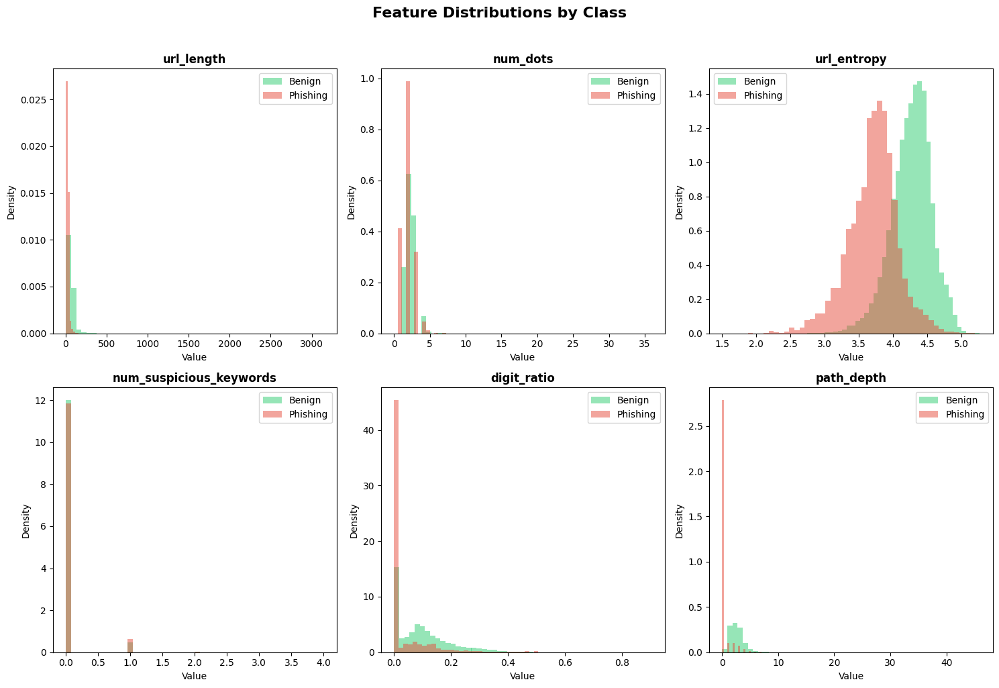 Feature Distributions by Class
url_length
Benign
Phishing
Density
0.025
0.020
0.015
0.010
0.005
0.000
0 500 1000 1500 2000 2500 3000
Value
num_dots
Benign
Phishing
Density
1.0
0.8
0.6
0.4
0.2
0.0
0 5 10 15 20 25 30 35
Value
url_entropy
Benign
Phishing
Density
1.4
1.2
1.0
0.8
0.6
0.4
0.2
0.0
1.5 2.0 2.5 3.0 3.5 4.0 4.5 5.0
Value
num_suspicious_keywords
Benign
Phishing
Density
12
10
8
6
4
2
0
0.0 0.5 1.0 1.5 2.0 2.5 3.0 3.5 4.0
Value
digit_ratio
Benign
Phishing
Density
40
30
20
10
0
0.0 0.2 0.4 0.6 0.8
Value
path_depth
Benign
Phishing
Density
2.5
2.0
1.5
1.0
0.5
0.0
0 10 20 30 40
Value